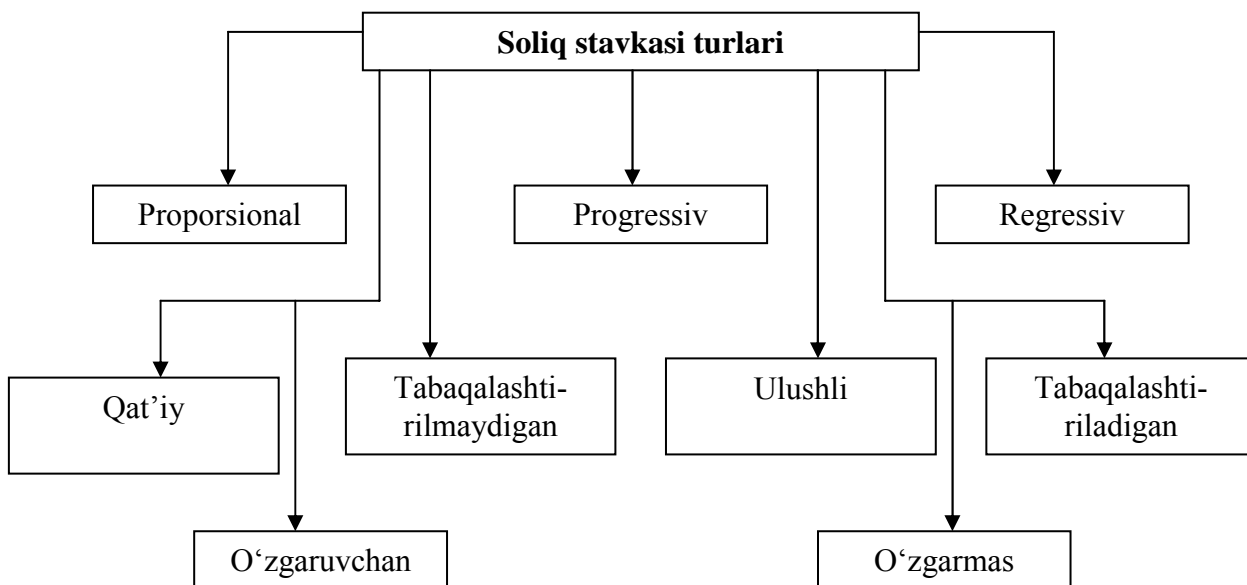 Soliq stavkasi turlari
Proporsional
Progressiv
Regressiv
Qat’iy
Tabaqalashti-
rilmaydigan
Ulushli
Tabaqalashti-
riladigan
O‘zgaruvchan
O‘zgarmas